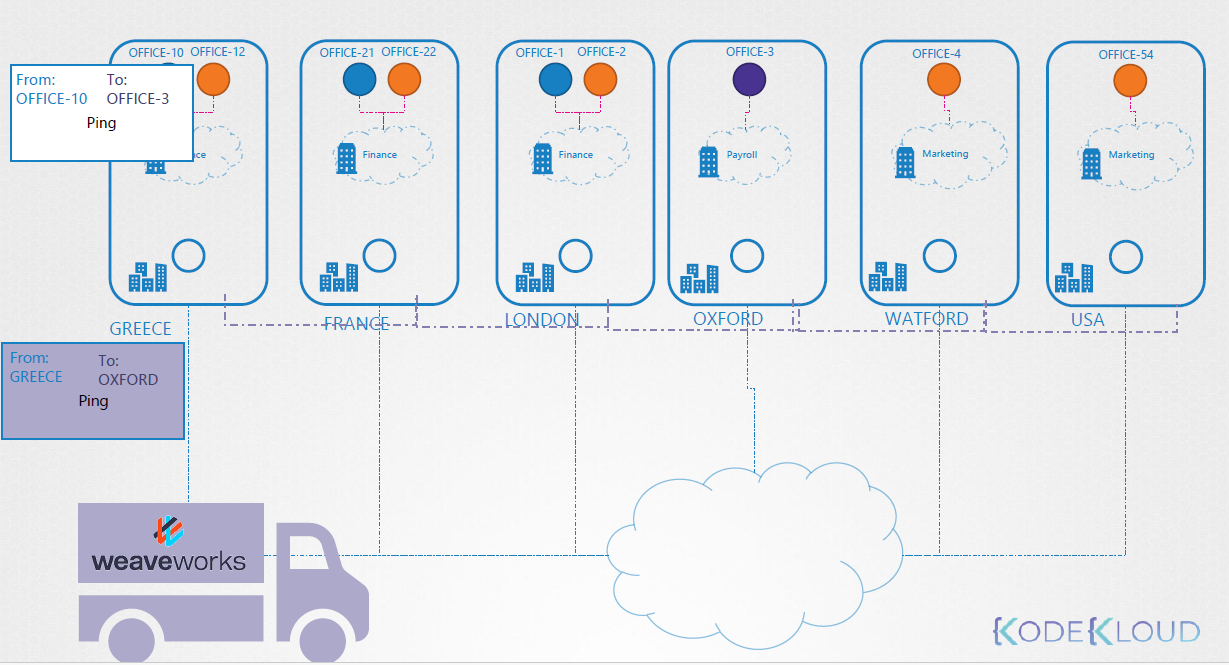 OFFICE-10 OFFICE-12
OFFICE-21 OFFICE-22
OFFICE-1 OFFICE-2
OFFICE-3
OFFICE-4
OFFICE-54
From: To:
OFFICE-10 OFFICE-3
Ping
Finance
Finance
Payroll
Marketing
Marketing
GREECE
FRANCE
LONDON
OXFORD
WATFORD
USA
From: To:
GREECE OXFORD
Ping
weaveworks
KODEKLOUD